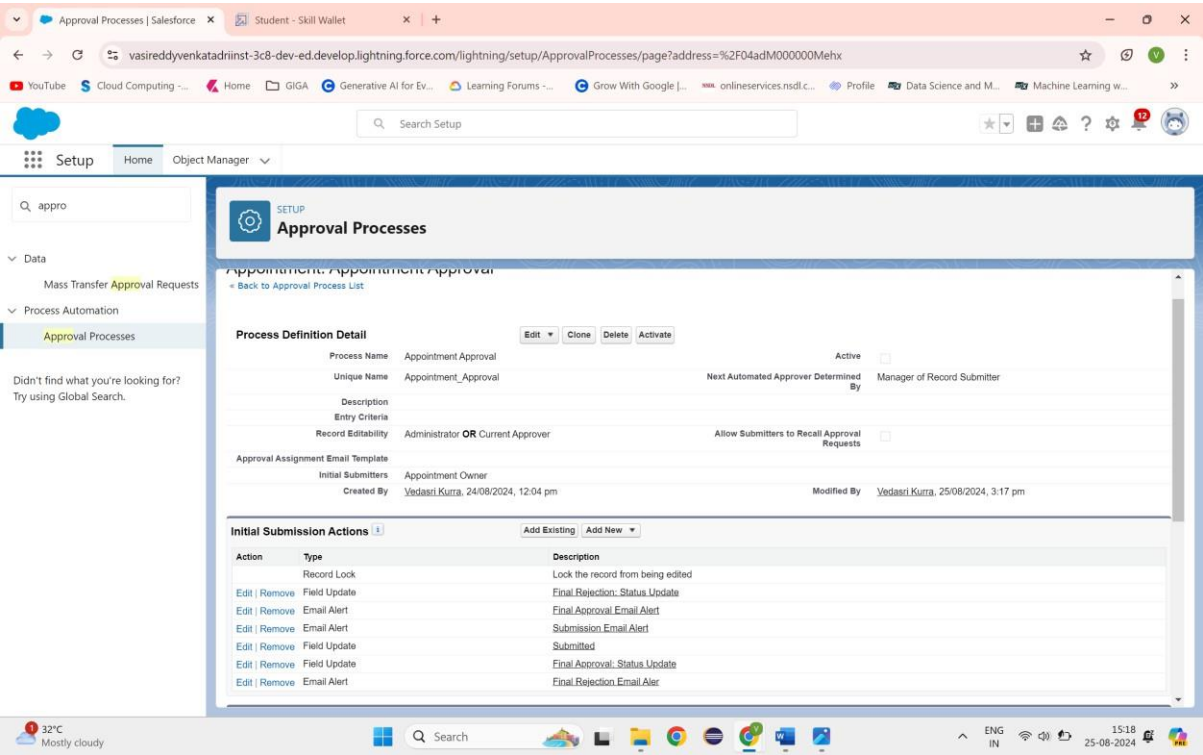 Approval Processes | Salesforce
Student - Skill Wallet
vasireddyvenkatadriinst-3c8-dev-ed.develop.lightning.force.com/lightning/setup/ApprovalProcesses/page?address=%2F04adM000000Mehx
V
YouTube Cloud Computing -... Home GIGA Generative AI for Ev... Learning Forums -... Grow With Google |... onlineservices.nsdl.c... Profile Data Science and M... Machine Learning w... »
Search Setup
12
Setup Home Object Manager
appro
SETUP
Approval Processes
Data
Mass Transfer Approval Requests
Process Automation
Approval Processes
Didn't find what you're looking for?
Try using Global Search.
Appointment: Appointment Approval
« Back to Approval Process List
Process Definition Detail Edit Clone Delete Activate
Process Name Appointment Approval Active
Unique Name Appointment_Approval Next Automated Approver Determined By Manager of Record Submitter
Description
Entry Criteria
Record Editability Administrator OR Current Approver Allow Submitters to Recall Approval Requests
Approval Assignment Email Template
Initial Submitters Appointment Owner
Created By Vedasri Kurra, 24/08/2024, 12:04 pm Modified By Vedasri Kurra, 25/08/2024, 3:17 pm
Initial Submission Actions i Add Existing Add New
Action Type Description
Record Lock Lock the record from being edited
Edit | Remove Field Update Final Rejection: Status Update
Edit | Remove Email Alert Final Approval Email Alert
Edit | Remove Email Alert Submission Email Alert
Edit | Remove Field Update Submitted
Edit | Remove Field Update Final Approval: Status Update
Edit | Remove Email Alert Final Rejection Email Aler
1
32°C
Mostly cloudy
Search
ENG
IN
15:18
25-08-2024